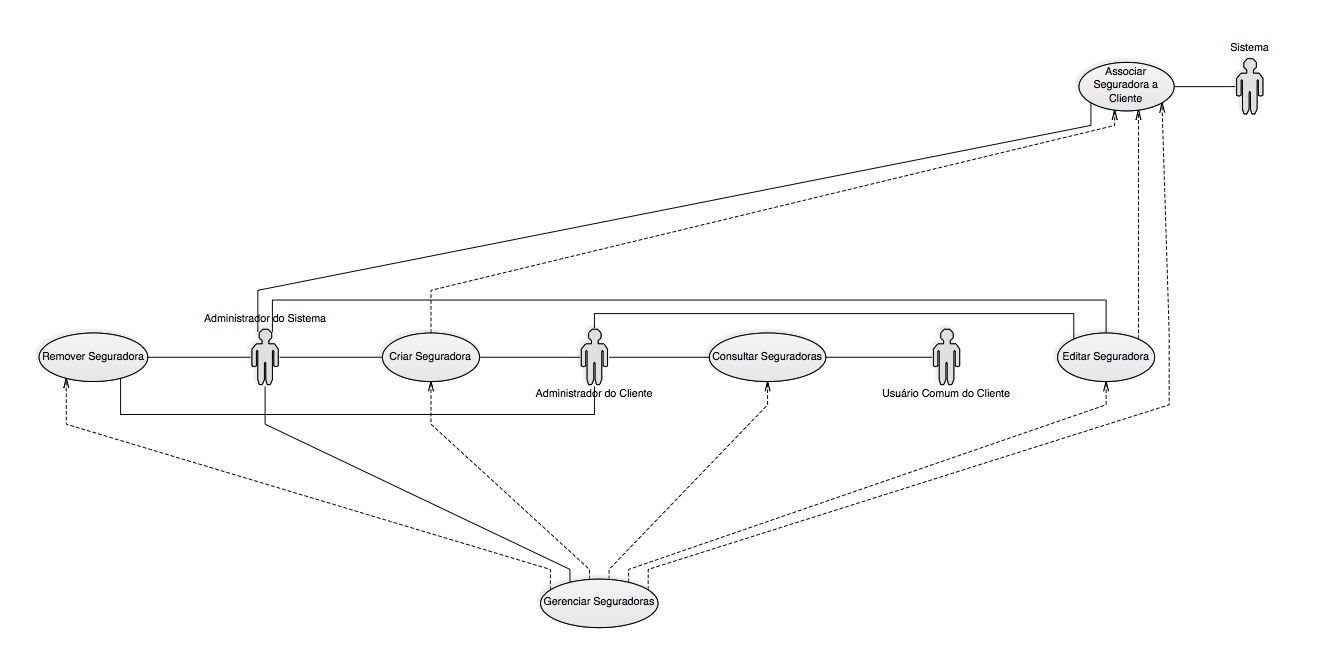 Sistema
Associar
Seguradora a
Cliente
Administrador do Sistema
Remover Seguradora
Criar Seguradora
Consultar Seguradoras
Editar Seguradora
Administrador do Cliente
Usuário Comum do Cliente
Gerenciar Seguradoras